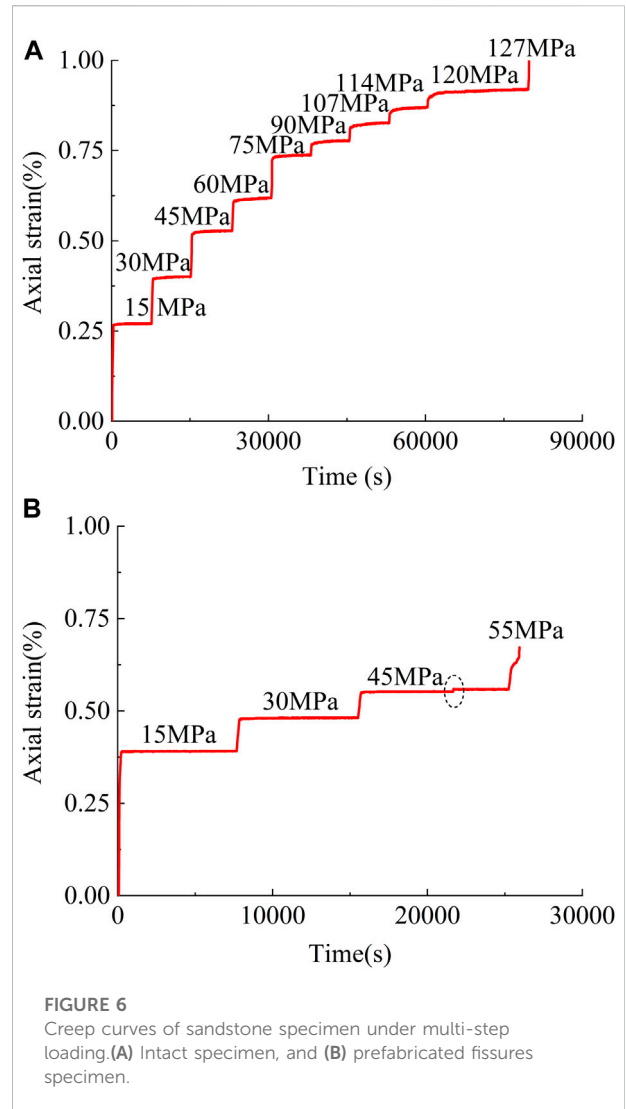 A
1.00
0.75
0.50
0.25
0.00
Axial strain(%)
15 MPa
30MPa
45MPa
60MPa
75MPa
90MPa
107MPa
114MPa
120MPa
127MPa
0
30000
60000
90000
Time (s)
B
1.00
0.75
0.50
0.25
0.00
Axial strain(%)
15MPa
30MPa
45MPa
55MPa
0
10000
20000
30000
Time(s)
FIGURE 6
Creep curves of sandstone specimen under multi-step
loading.(A) Intact specimen, and (B) prefabricated fissures
specimen.